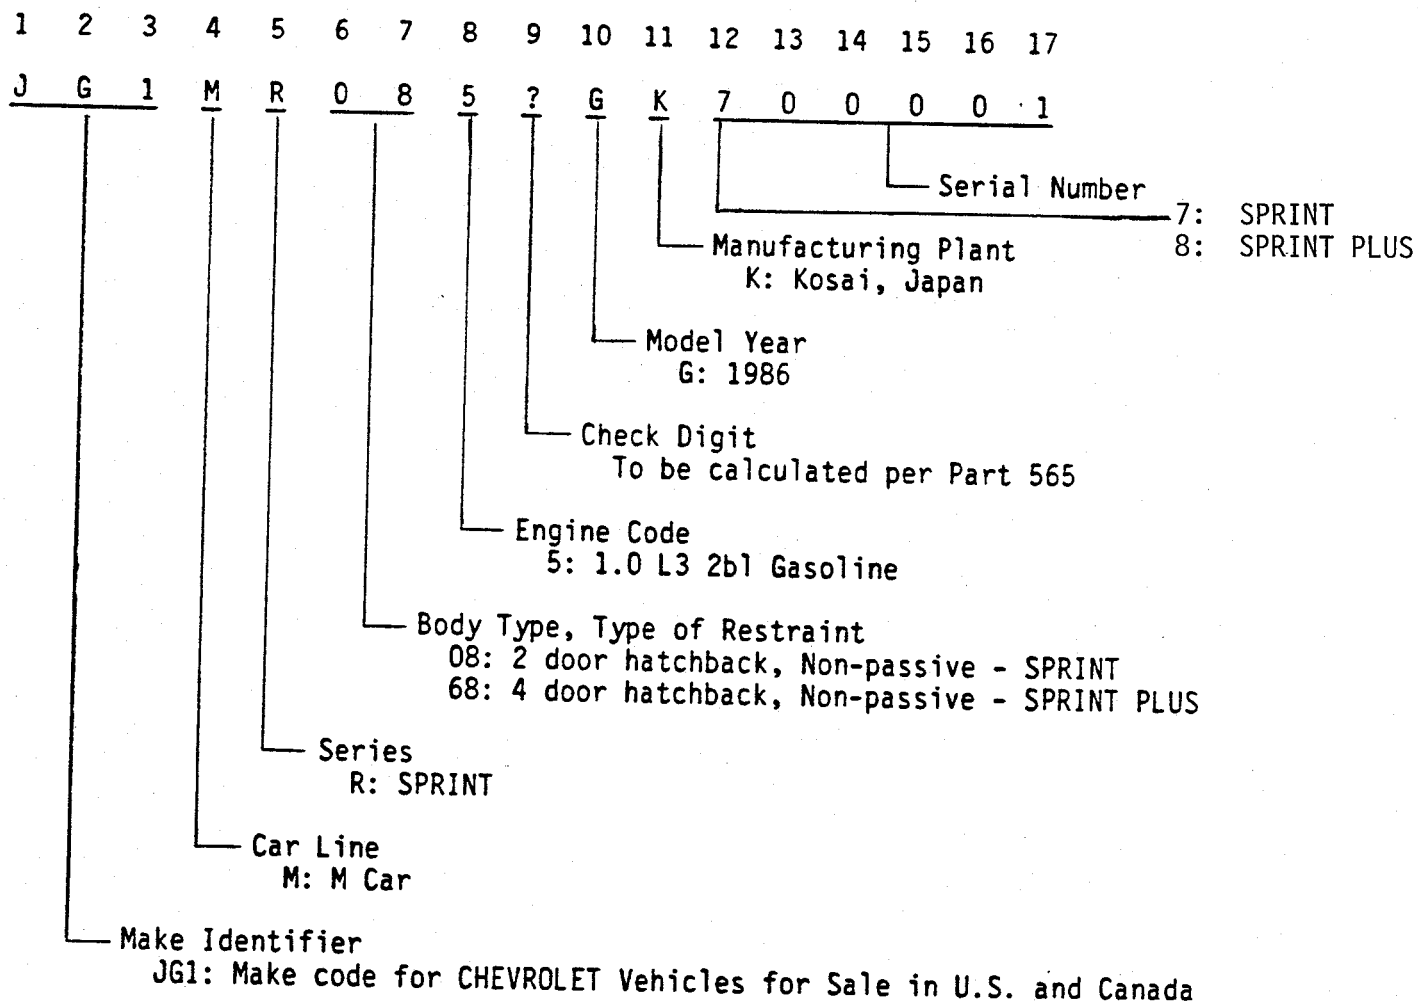 1 2 3 4 5 6 7 8 9 10 11 12 13 14 15 16 17
J G 1 M R 0 8 5 ? G K 7 0 0 0 0 1
Serial Number
7: SPRINT
8: SPRINT PLUS
Manufacturing Plant
K: Kosai, Japan
Model Year
G: 1986
Check Digit
To be calculated per Part 565
Engine Code
5: 1.0 L3 2bl Gasoline
Body Type, Type of Restraint
08: 2 door hatchback, Non-passive - SPRINT
68: 4 door hatchback, Non-passive - SPRINT PLUS
Series
R: SPRINT
Car Line
M: M Car
Make Identifier
JG1: Make code for CHEVROLET Vehicles for Sale in U.S. and Canada